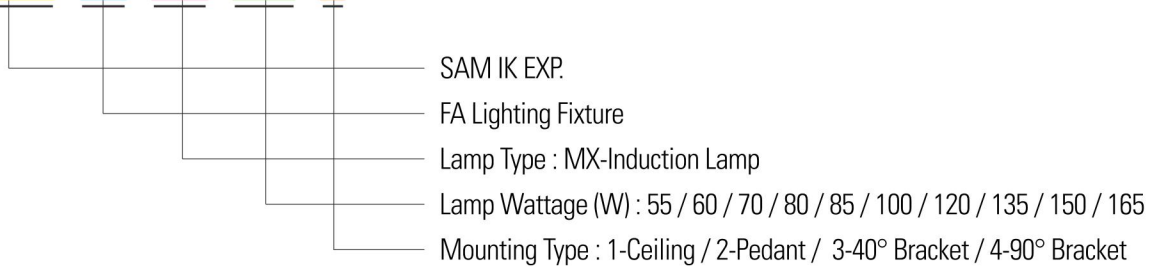 SAM IK EXP.
FA Lighting Fixture
Lamp Type : MX-Induction Lamp
Lamp Wattage (W) : 55 / 60 / 70 / 80 / 85 / 100 / 120 / 135 / 150 / 165
Mounting Type : 1-Ceiling / 2-Pedant / 3-40° Bracket / 4-90° Bracket